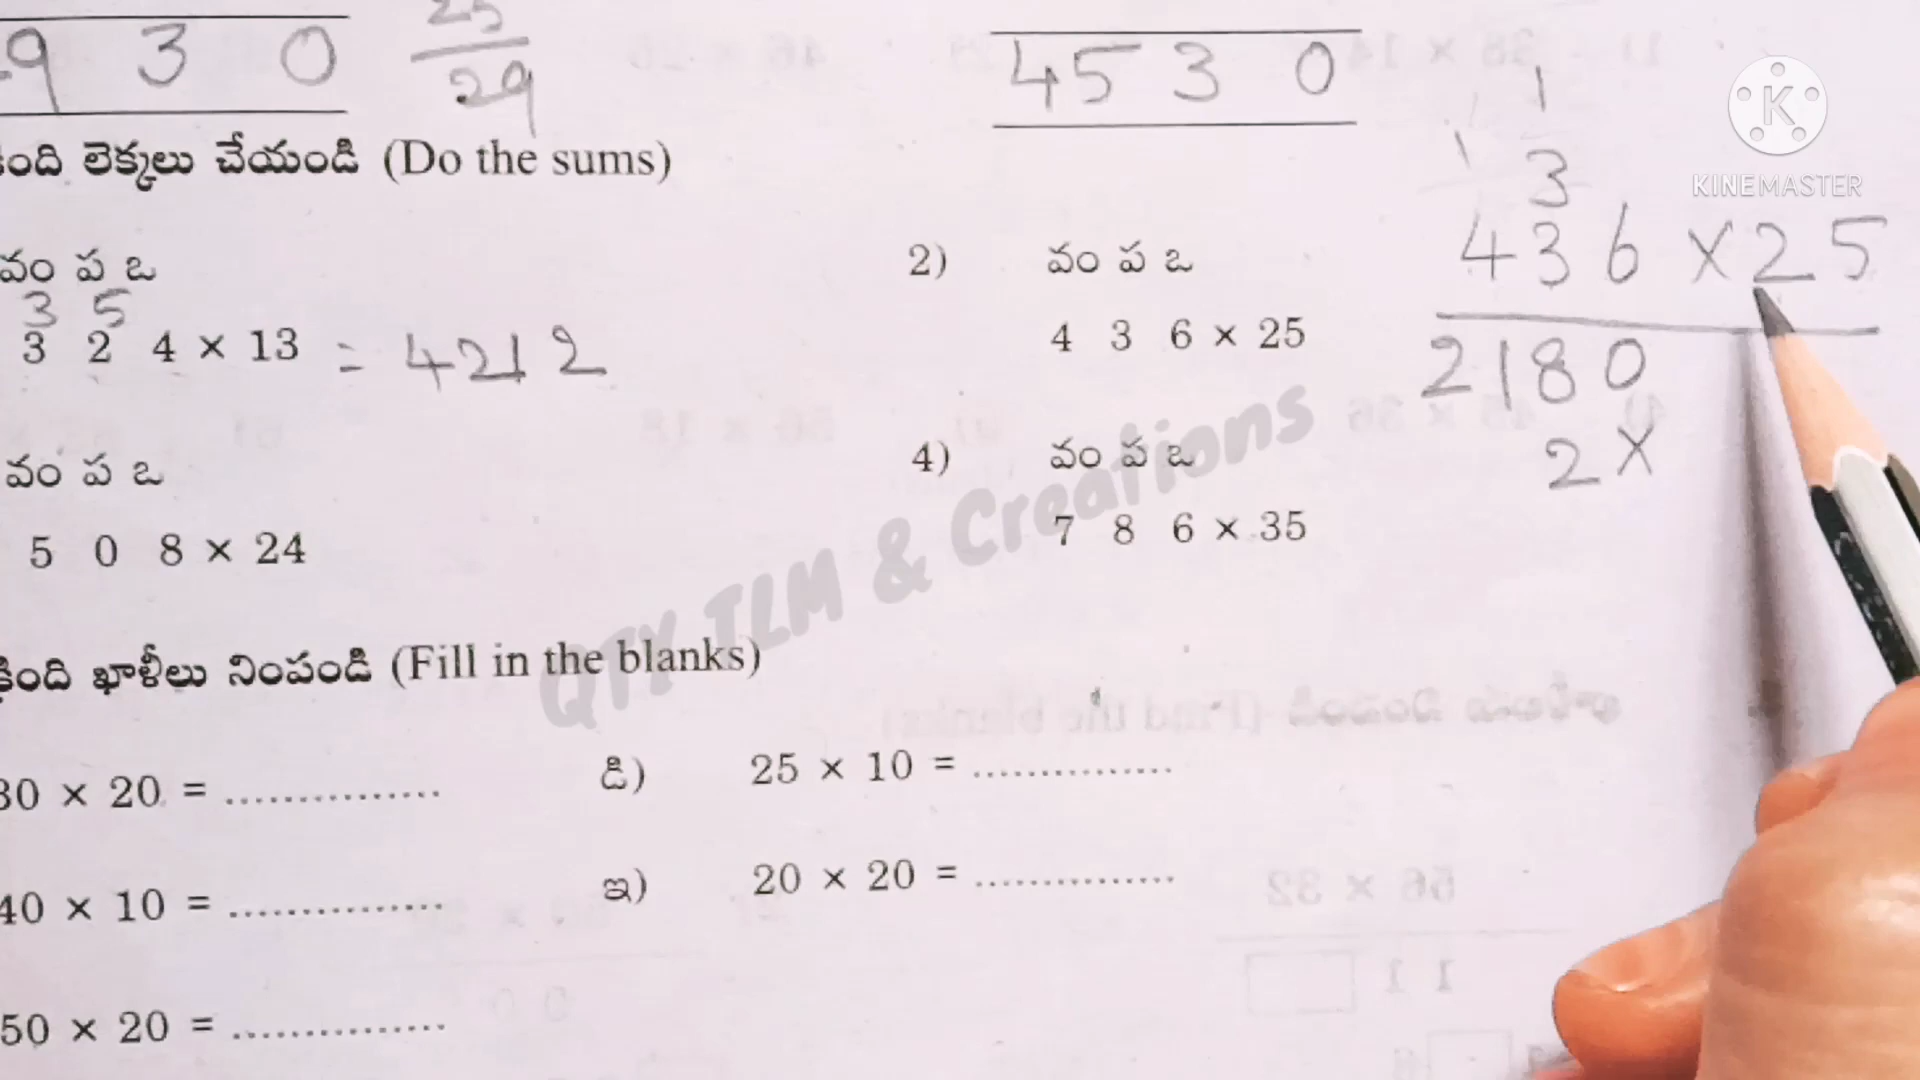 9 3 0
25
29
4 5 3 0
ింది లెక్కలు చేయండి (Do the sums)
వం ప ఒ
3 5
3 2 4 × 13 = 4212
2) వం ప ఒ
4 3 6 × 25
1
1 3
4 3 6 × 25
2180
2 ×
వం ప ఒ
5 0 8 × 24
4) వం ప ఒ
7 8 6 × 35
ింది ఖాళీలు నింపండి (Fill in the blanks)
30 × 20 = ...............
డి) 25 × 10 = ...............
40 × 10 = ...............
ఇ) 20 × 20 = ...............
50 × 20 = ...............
QTY TLM & Creations
K
KINEMASTER